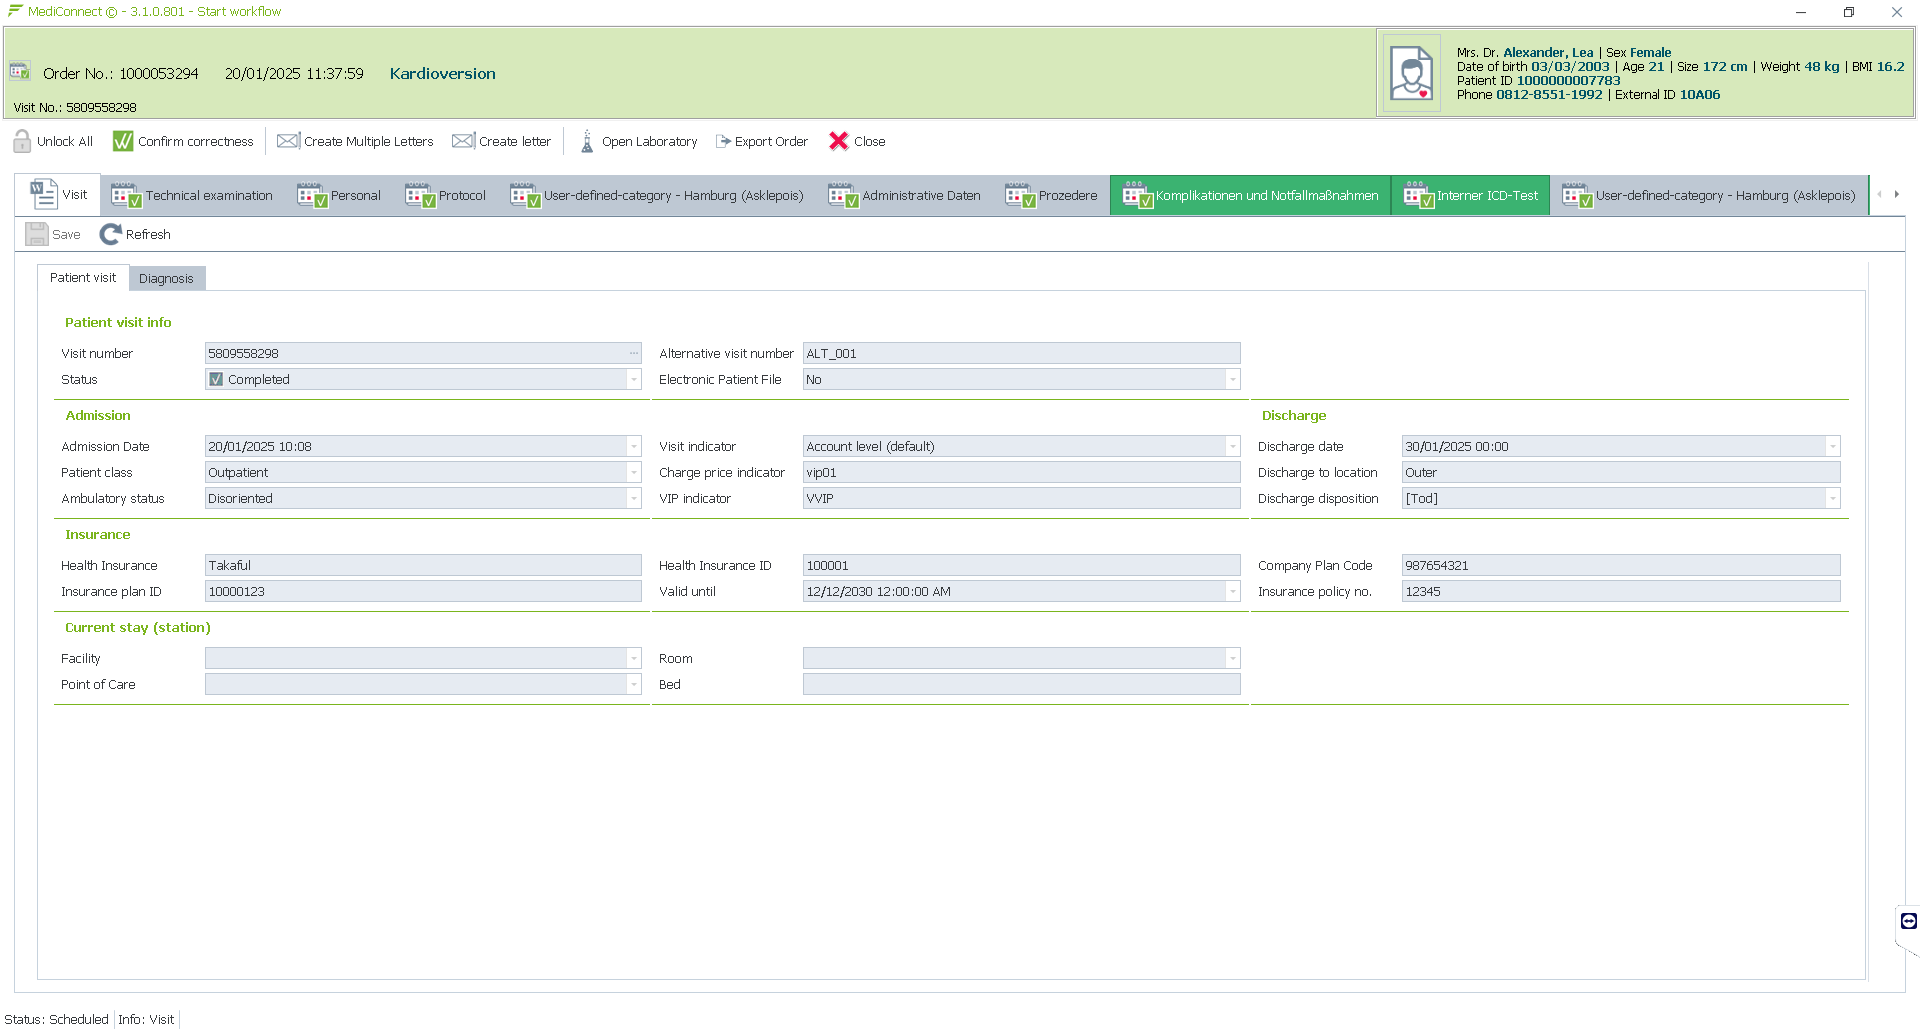 MediConnect © - 3.1.0.801 - Start workflow
Order No.: 1000053294 20/01/2025 11:37:59 Kardioversion
Visit No.: 5809558298
Mrs. Dr. Alexander, Lea | Sex Female
Date of birth 03/03/2003 | Age 21 | Size 172 cm | Weight 48 kg | BMI 16.2
Patient ID 1000000007783
Phone 0812-8551-1992 | External ID 10A06
Unlock All Confirm correctness Create Multiple Letters Create letter Open Laboratory Export Order Close
Visit Technical examination Personal Protocol User-defined-category - Hamburg (Asklepois) Administrative Daten Prozedere Komplikationen und Notfallmaßnahmen Interner ICD-Test User-defined-category - Hamburg (Asklepois)
Save Refresh
Patient visit Diagnosis
Patient visit info
Visit number 5809558298 ... Alternative visit number ALT_001
Status Completed Electronic Patient File No
Admission Discharge
Admission Date 20/01/2025 10:08 Visit indicator Account level (default) Discharge date 30/01/2025 00:00
Patient class Outpatient Charge price indicator vip01 Discharge to location Outer
Ambulatory status Disoriented VIP indicator VVIP Discharge disposition [Tod]
Insurance
Health Insurance Takaful Health Insurance ID 100001 Company Plan Code 987654321
Insurance plan ID 10000123 Valid until 12/12/2030 12:00:00 AM Insurance policy no. 12345
Current stay (station)
Facility Room
Point of Care Bed
Status: Scheduled Info: Visit